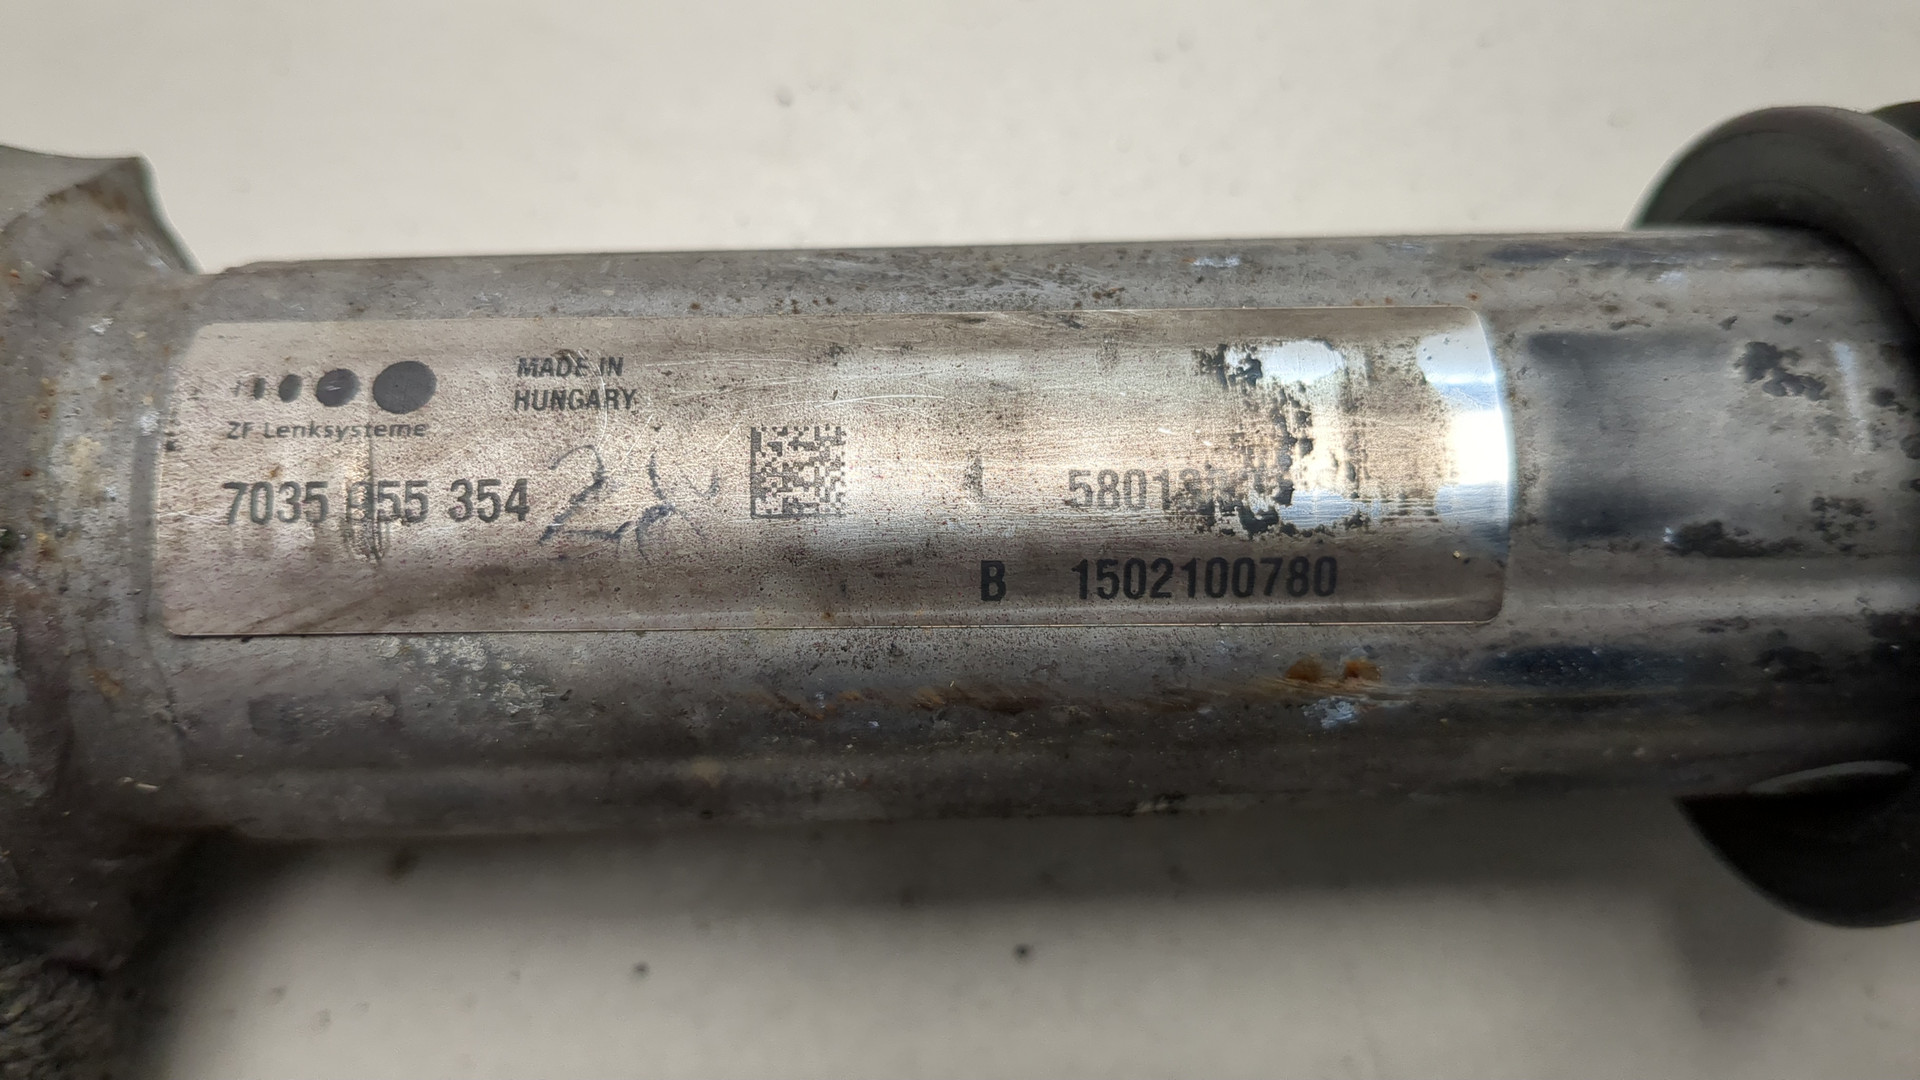 MADE IN
HUNGARY
ZF Lenksysteme
7035 955 354
B 1502100780